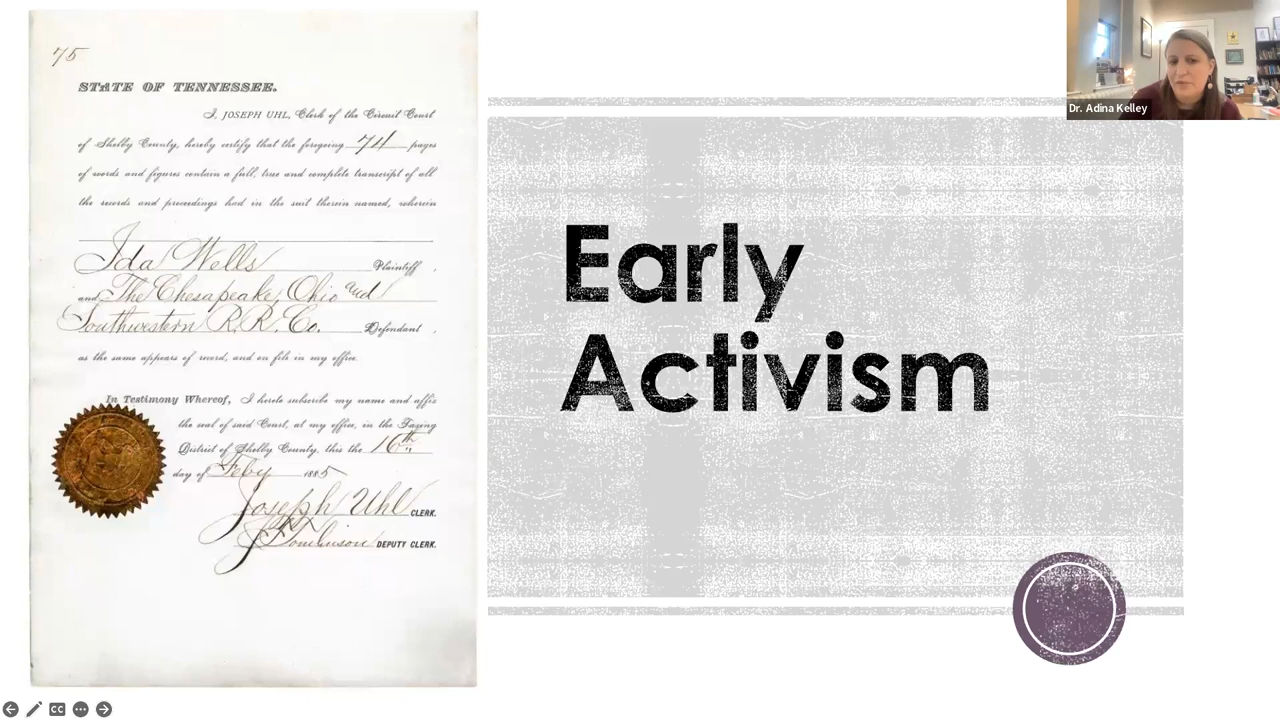 75
STATE OF TENNESSEE.
I, JOSEPH UHL, Clerk of the Circuit Court
of Shelby County, hereby certify that the foregoing 74 pages
of words and figures contain a full, true and complete transcript of all
the records and proceedings had in the suit therein named, wherein
Ida Wells Plaintiff,
and The Chesapeake, Ohio and
Southwestern R.R. Co. Defendant,
as the same appears of record, and on file in my office.
In Testimony Whereof, I hereto subscribe my name and affix
the seal of said Court, at my office, in the Taxing
District of Shelby County, this the 16th
day of Feby 1885
Joseph Uhl CLERK.
Tomlinson DEPUTY CLERK.
Early
Activism
Dr. Adina Kelley
CC